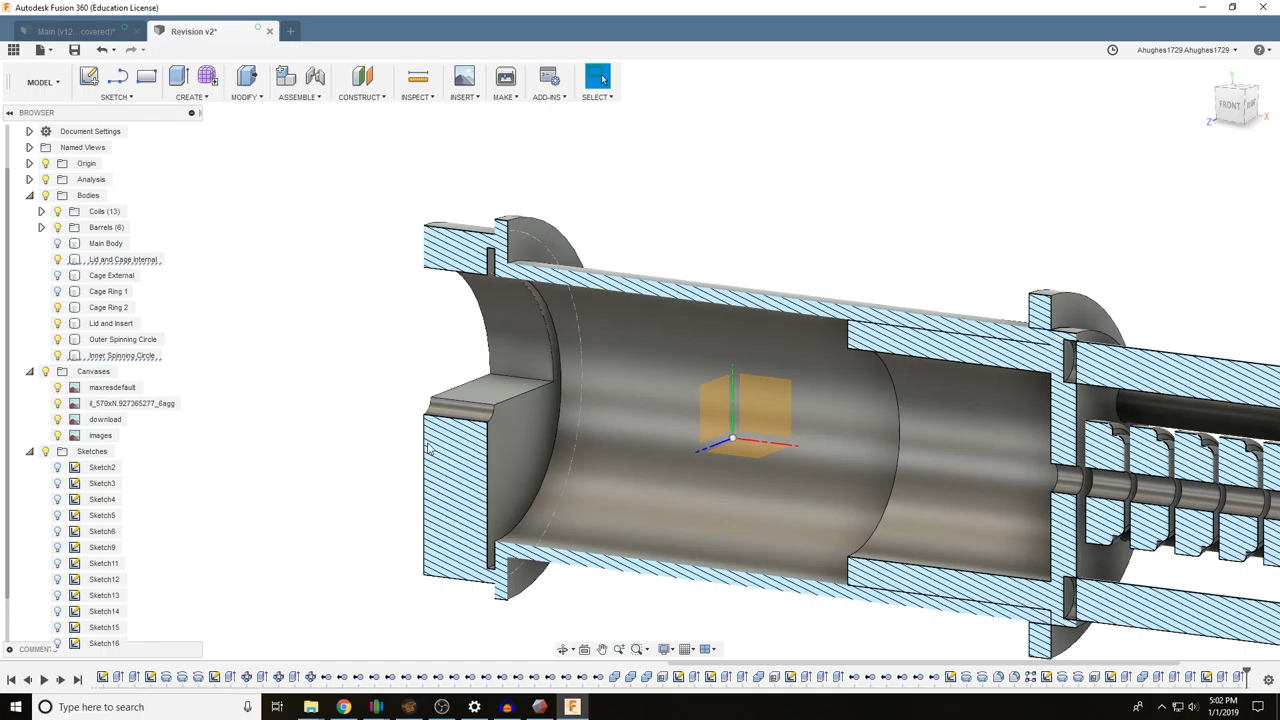 Autodesk Fusion 360 (Education License)
Main (v12...covered)*
Revision v2*
Ahughes1729 Ahughes1729
MODEL
SKETCH
CREATE
MODIFY
ASSEMBLE
CONSTRUCT
INSPECT
INSERT
MAKE
ADD-INS
SELECT
BROWSER
Document Settings
Named Views
Origin
Analysis
Bodies
Coils (13)
Barrels (6)
Main Body
Lid and Cage Internal
Cage External
Cage Ring 1
Cage Ring 2
Lid and Insert
Outer Spinning Circle
Inner Spinning Circle
Canvases
maxresdefault
il_570xN.927365277_6agg
download
images
Sketches
Sketch2
Sketch3
Sketch4
Sketch5
Sketch6
Sketch9
Sketch11
Sketch12
Sketch13
Sketch14
Sketch15
Sketch16
COMMENT
FRONT
Y
Z
X
Type here to search
5:02 PM
1/1/2019